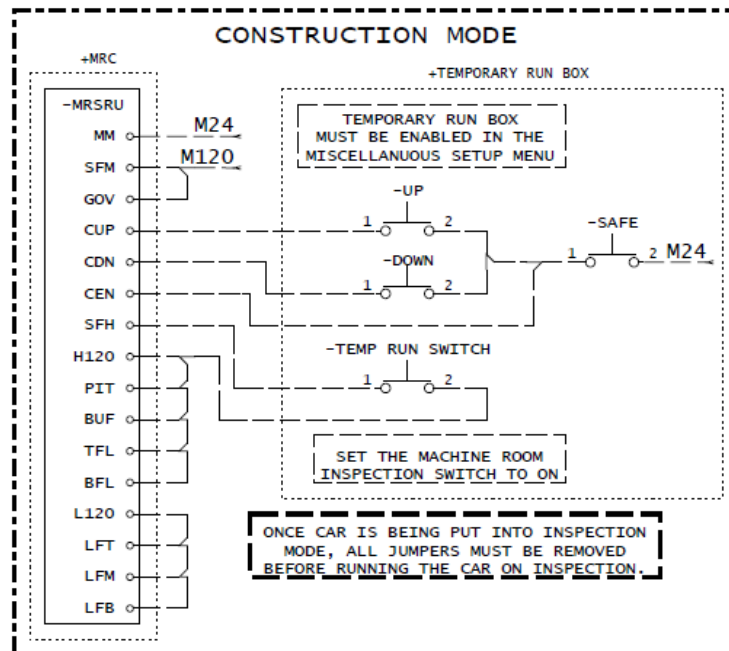 CONSTRUCTION MODE
+MRC
+TEMPORARY RUN BOX
-MRSRU
MM
M24
SFM
M120
GOV
CUP
CDN
CEN
SFH
H120
PIT
BUF
TFL
BFL
L120
LFT
LFM
LFB
TEMPORARY RUN BOX
MUST BE ENABLED IN THE
MISCELLANUOUS SETUP MENU
-UP
1 2
-DOWN
1 2
-SAFE
1 2 M24
-TEMP RUN SWITCH
1 2
SET THE MACHINE ROOM
INSPECTION SWITCH TO ON
ONCE CAR IS BEING PUT INTO INSPECTION
MODE, ALL JUMPERS MUST BE REMOVED
BEFORE RUNNING THE CAR ON INSPECTION.